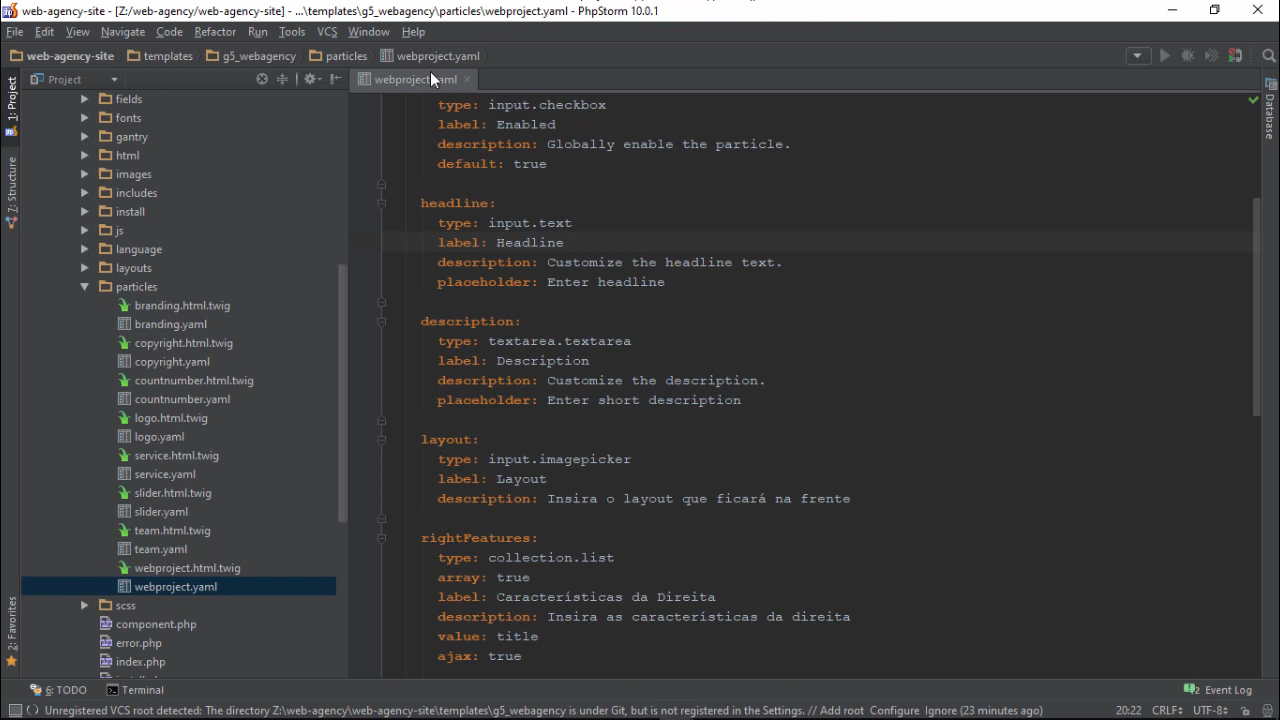 web-agency-site - [Z:/web-agency/web-agency-site] - ...\templates\g5_webagency\particles\webproject.yaml - PhpStorm 10.0.1
File Edit View Navigate Code Refactor Run Tools VCS Window Help
web-agency-site templates g5_webagency particles webproject.yaml
1: Project
7: Structure
2: Favorites
Project
fields
fonts
gantry
html
images
includes
install
js
language
layouts
particles
branding.html.twig
branding.yaml
copyright.html.twig
copyright.yaml
countnumber.html.twig
countnumber.yaml
logo.html.twig
logo.yaml
service.html.twig
service.yaml
slider.html.twig
slider.yaml
team.html.twig
team.yaml
webproject.html.twig
webproject.yaml
scss
component.php
error.php
index.php
webproject.yaml
type: input.checkbox
label: Enabled
description: Globally enable the particle.
default: true
headline:
type: input.text
label: Headline
description: Customize the headline text.
placeholder: Enter headline
description:
type: textarea.textarea
label: Description
description: Customize the description.
placeholder: Enter short description
layout:
type: input.imagepicker
label: Layout
description: Insira o layout que ficará na frente
rightFeatures:
type: collection.list
array: true
label: Características da Direita
description: Insira as características da direita
value: title
ajax: true
Database
6: TODO Terminal
2 Event Log
Unregistered VCS root detected: The directory Z:\web-agency\web-agency-site\templates\g5_webagency is under Git, but is not registered in the Settings. // Add root Configure Ignore (23 minutes ago)
20:22 CRLF÷ UTF-8÷